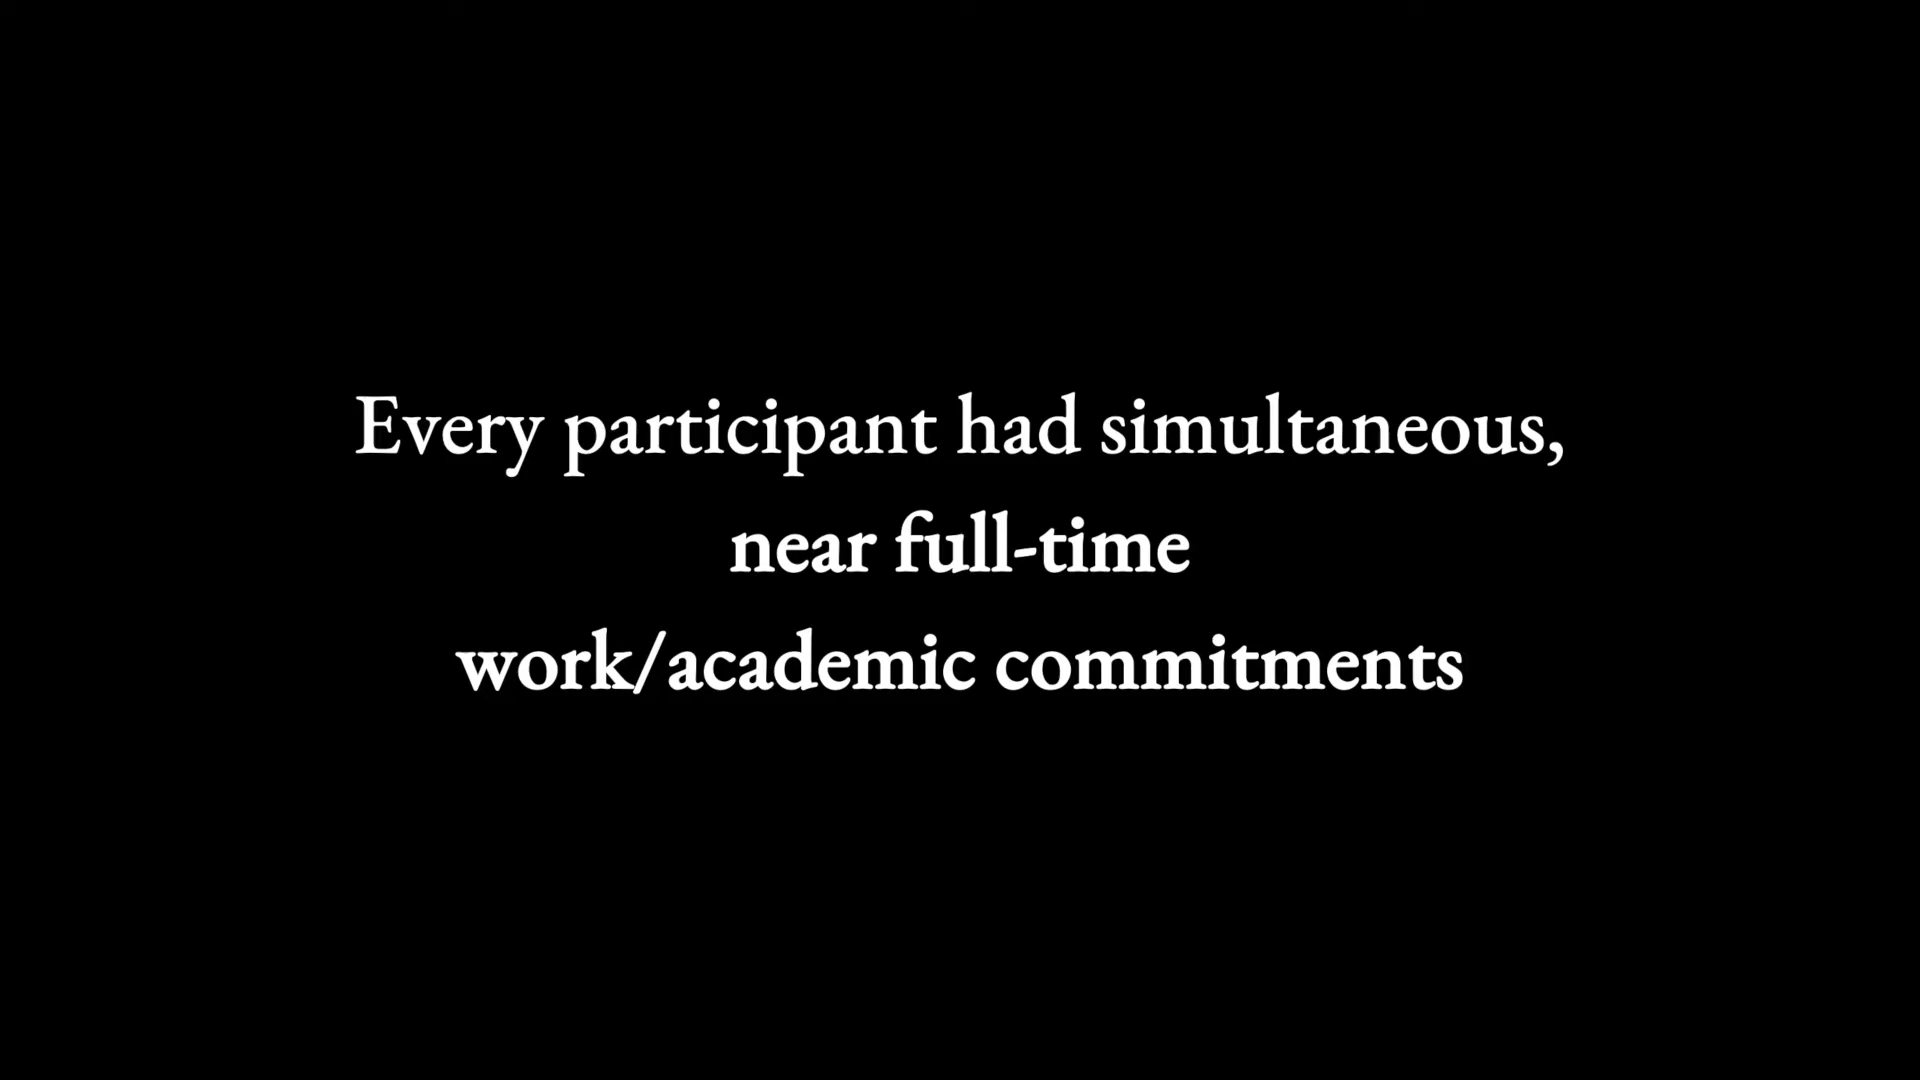 Every participant had simultaneous,
near full-time
work/academic commitments